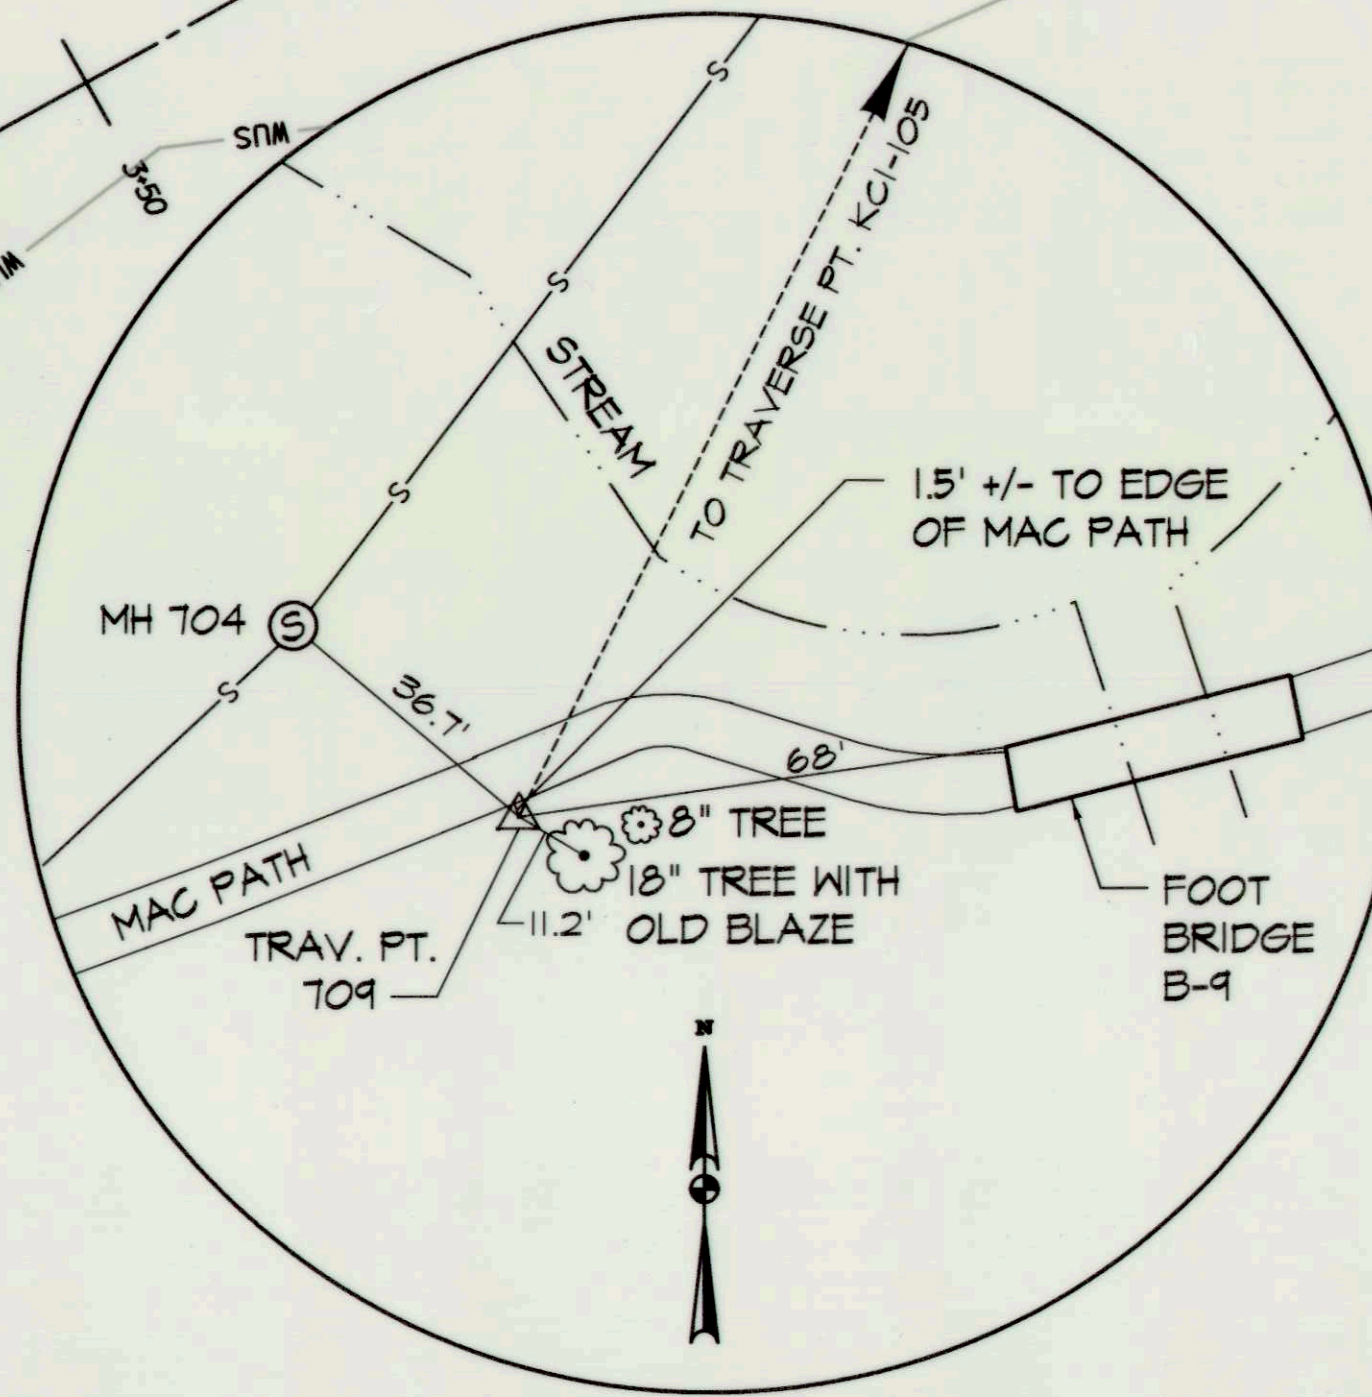 WUS
3+50
S
S
TO TRAVERSE PT. KCI-105
STREAM
1.5' +/- TO EDGE
OF MAC PATH
S
MH 704
S
S
36.7'
68'
8" TREE
18" TREE WITH
OLD BLAZE
MAC PATH
11.2'
TRAV. PT.
709
FOOT
BRIDGE
B-9
N